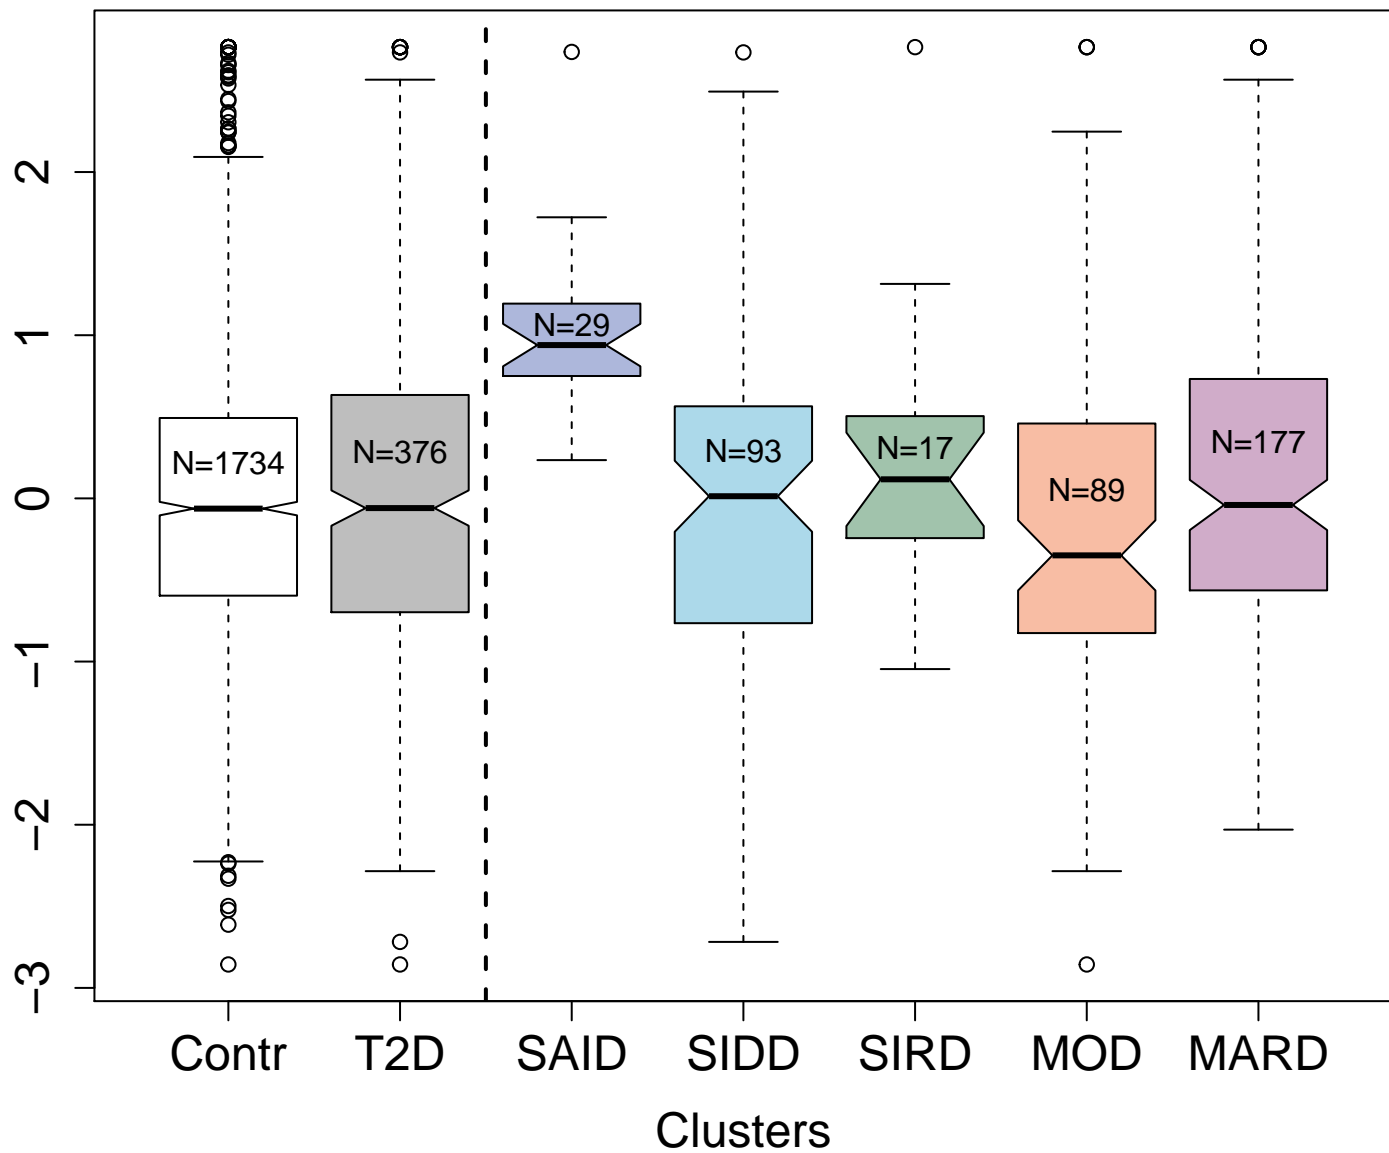 2
1
0
−1
−2
−3
N=1734
N=376
N=29
N=93
N=17
N=89
N=177
Contr T2D SAID SIDD SIRD MOD MARD
Clusters